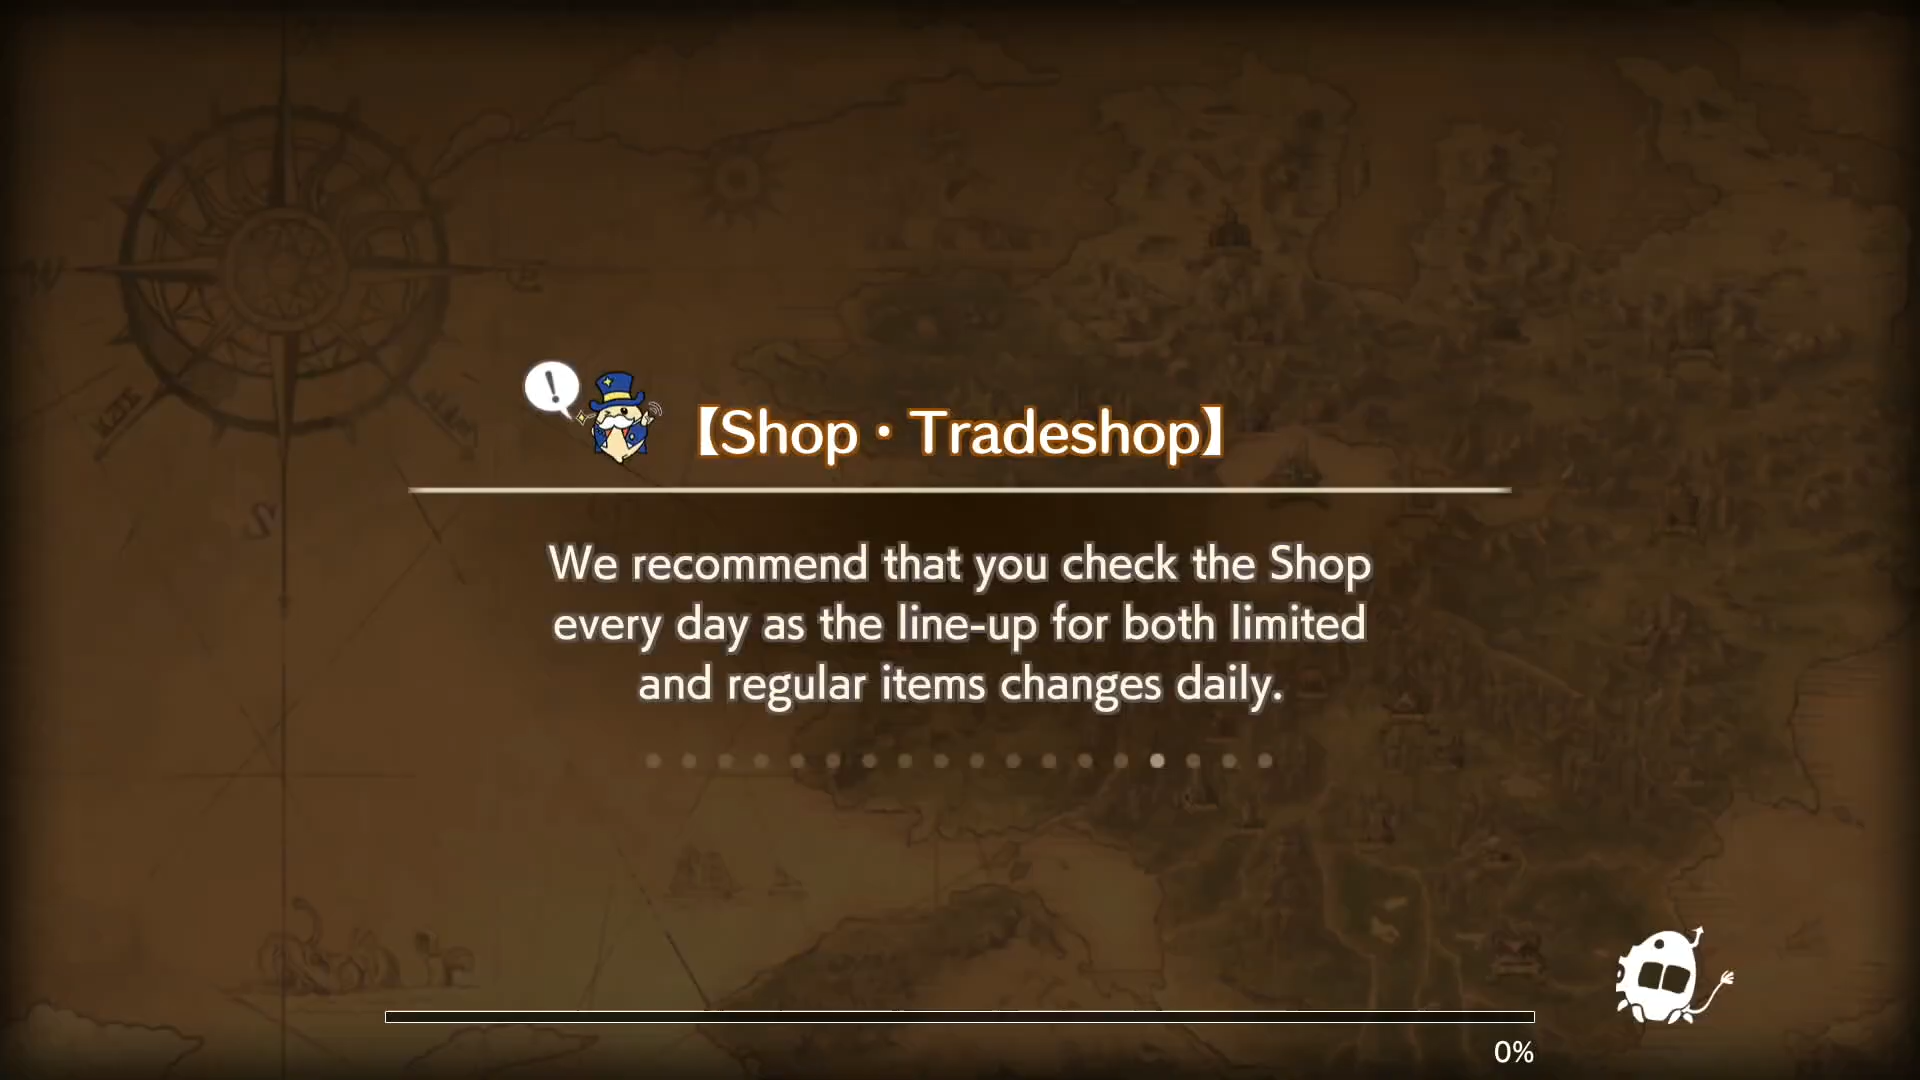 !
【Shop・Tradeshop】
We recommend that you check the Shop
every day as the line-up for both limited
and regular items changes daily.
W
S
0%